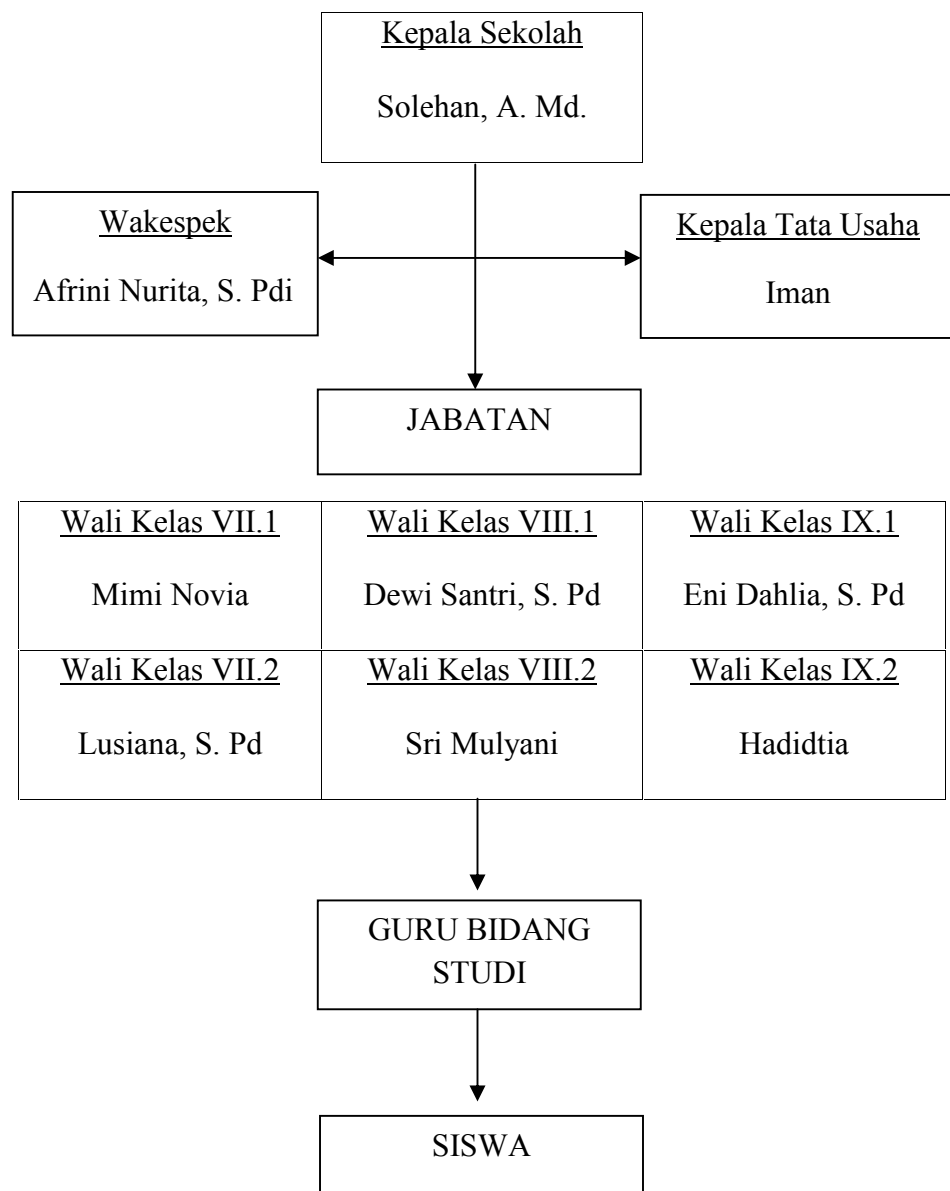 Kepala Sekolah
Solehan, A. Md.
Wakespek
Afrini Nurita, S. Pdi
Kepala Tata Usaha
Iman
JABATAN
Wali Kelas VII.1
Mimi Novia
Wali Kelas VIII.1
Dewi Santri, S. Pd
Wali Kelas IX.1
Eni Dahlia, S. Pd
Wali Kelas VII.2
Lusiana, S. Pd
Wali Kelas VIII.2
Sri Mulyani
Wali Kelas IX.2
Hadidtia
GURU BIDANG
STUDI
SISWA